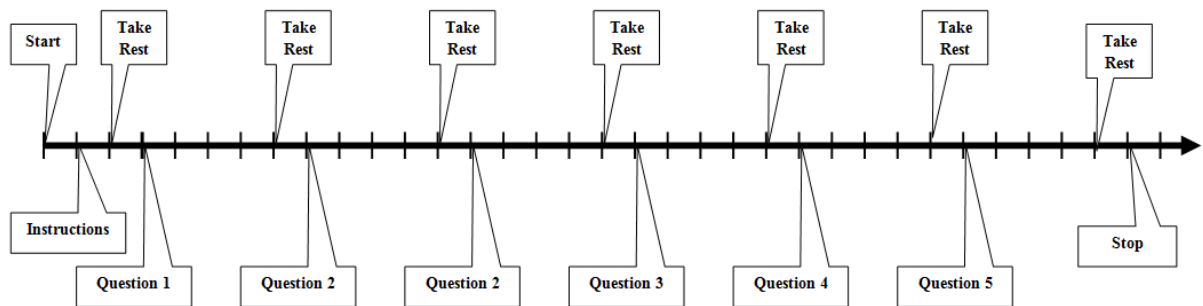 Start
Take
Rest
Take
Rest
Take
Rest
Take
Rest
Take
Rest
Take
Rest
Take
Rest
Instructions
Stop
Question 1
Question 2
Question 2
Question 3
Question 4
Question 5